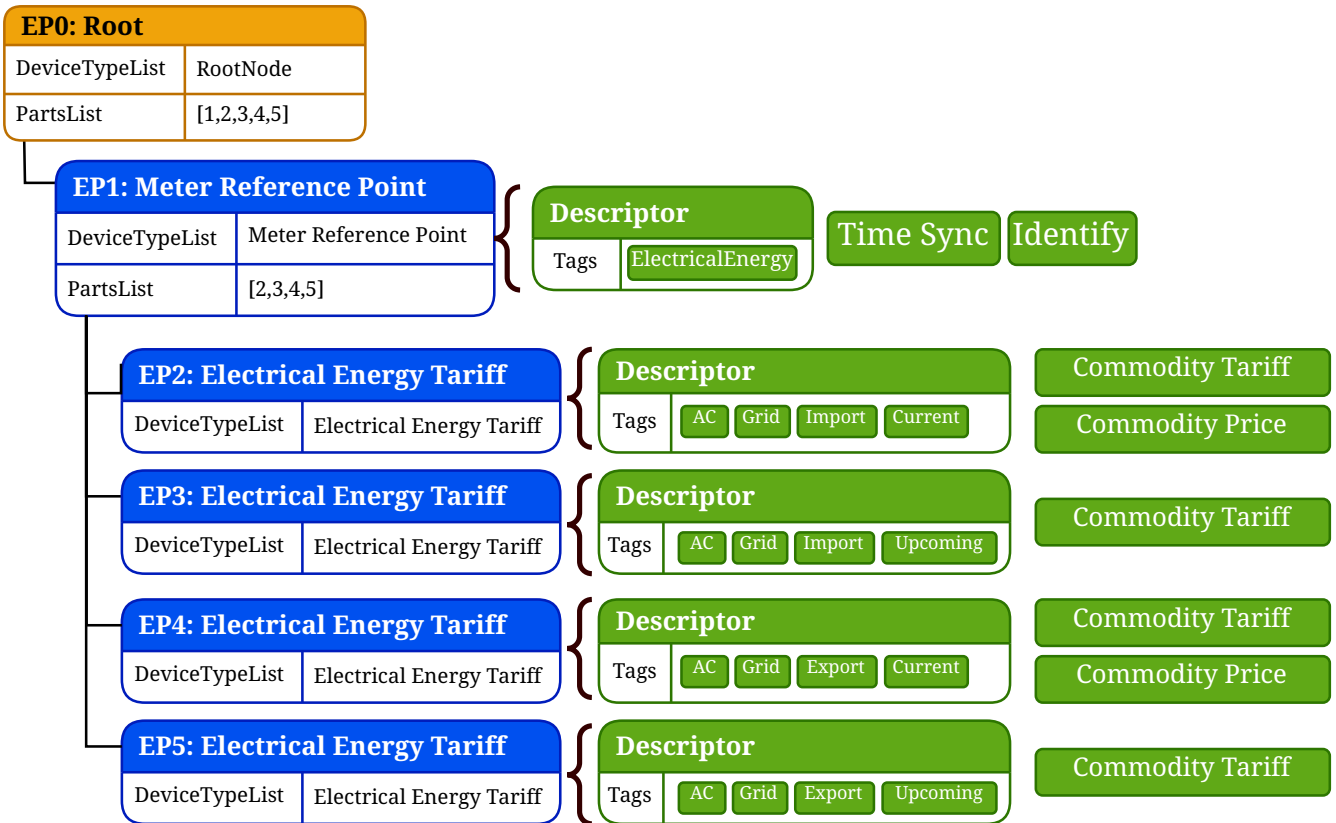 EP0: Root
DeviceTypeList RootNode
PartsList [1,2,3,4,5]
EP1: Meter Reference Point
DeviceTypeList Meter Reference Point
PartsList [2,3,4,5]
Descriptor
Tags ElectricalEnergy
Time Sync Identify
EP2: Electrical Energy Tariff
DeviceTypeList Electrical Energy Tariff
Descriptor
Tags AC Grid Import Current
Commodity Tariff
Commodity Price
EP3: Electrical Energy Tariff
DeviceTypeList Electrical Energy Tariff
Descriptor
Tags AC Grid Import Upcoming
Commodity Tariff
EP4: Electrical Energy Tariff
DeviceTypeList Electrical Energy Tariff
Descriptor
Tags AC Grid Export Current
Commodity Tariff
Commodity Price
EP5: Electrical Energy Tariff
DeviceTypeList Electrical Energy Tariff
Descriptor
Tags AC Grid Export Upcoming
Commodity Tariff